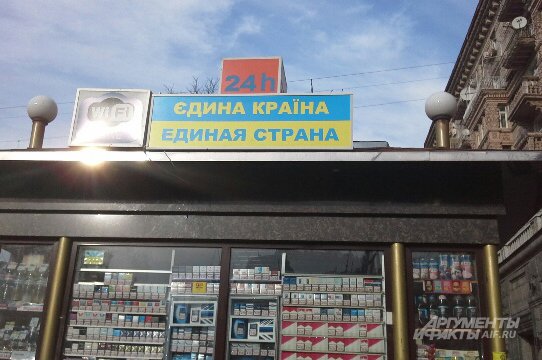 24h
WiFi
ЄДИНА КРАЇНА
ЕДИНАЯ СТРАНА
АРГУМЕНТЫ
И ФАКТЫ AIF.RU